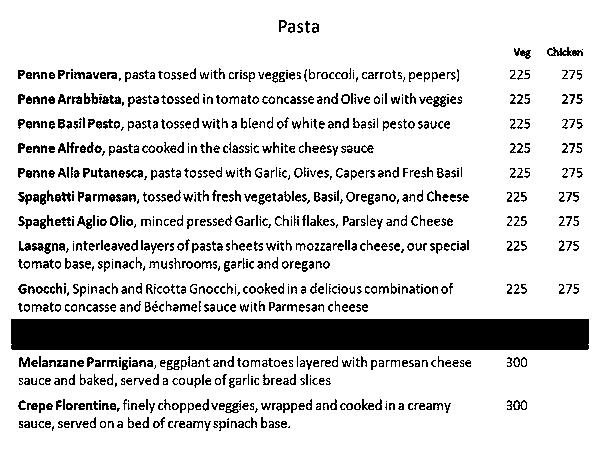 Pasta
Veg Chicken
Penne Primavera, pasta tossed with crisp veggies (broccoli, carrots, peppers) 225 275
Penne Arrabbiata, pasta tossed in tomato concasse and Olive oil with veggies 225 275
Penne Basil Pesto, pasta tossed with a blend of white and basil pesto sauce 225 275
Penne Alfredo, pasta cooked in the classic white cheesy sauce 225 275
Penne Alla Putanesca, pasta tossed with Garlic, Olives, Capers and Fresh Basil 225 275
Spaghetti Parmesan, tossed with fresh vegetables, Basil, Oregano, and Cheese 225 275
Spaghetti Aglio Olio, minced pressed Garlic, Chili flakes, Parsley and Cheese 225 275
Lasagna, interleaved layers of pasta sheets with mozzarella cheese, our special 225 275
tomato base, spinach, mushrooms, garlic and oregano
Gnocchi, Spinach and Ricotta Gnocchi, cooked in a delicious combination of 225 275
tomato concasse and Béchamel sauce with Parmesan cheese
Melanzane Parmigiana, eggplant and tomatoes layered with parmesan cheese 300
sauce and baked, served a couple of garlic bread slices
Crepe Florentine, finely chopped veggies, wrapped and cooked in a creamy 300
sauce, served on a bed of creamy spinach base.